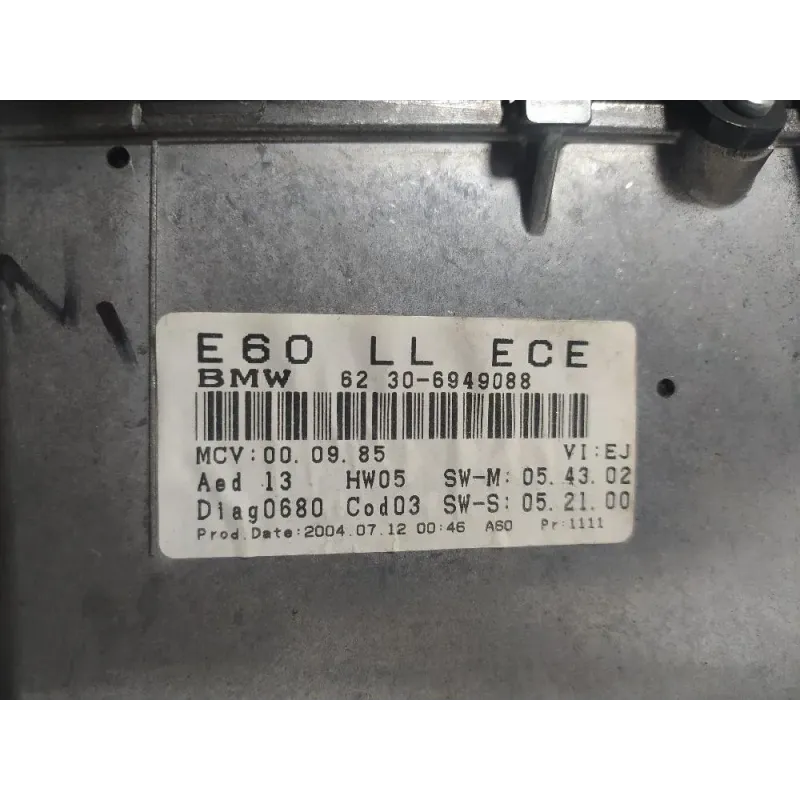 N1
E60 LL ECE
BMW 62 30-6949088
MCV:00.09.85 VI:EJ
Aed 13 HW05 SW-M:05.43.02
Diag0680 Cod03 SW-S:05.21.00
Prod.Date:2004.07.12 00:46 A60 Pr:1111